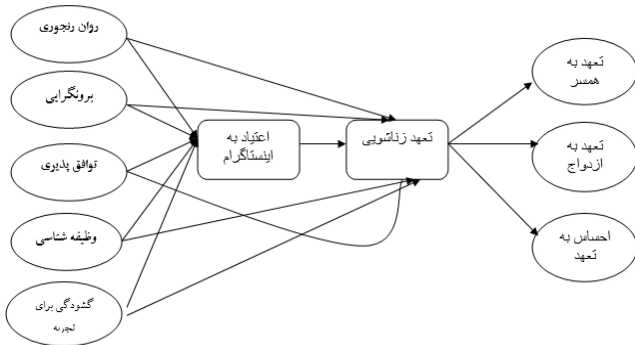 روان رنجوری
برونگرایی
توافق پذیری
وظیفه شناسی
گشودگی برای
تجربه
اعتیاد به
اینستاگرام
تعهد زناشویی
تعهد به
همسر
تعهد به
ازدواج
احساس به
تعهد